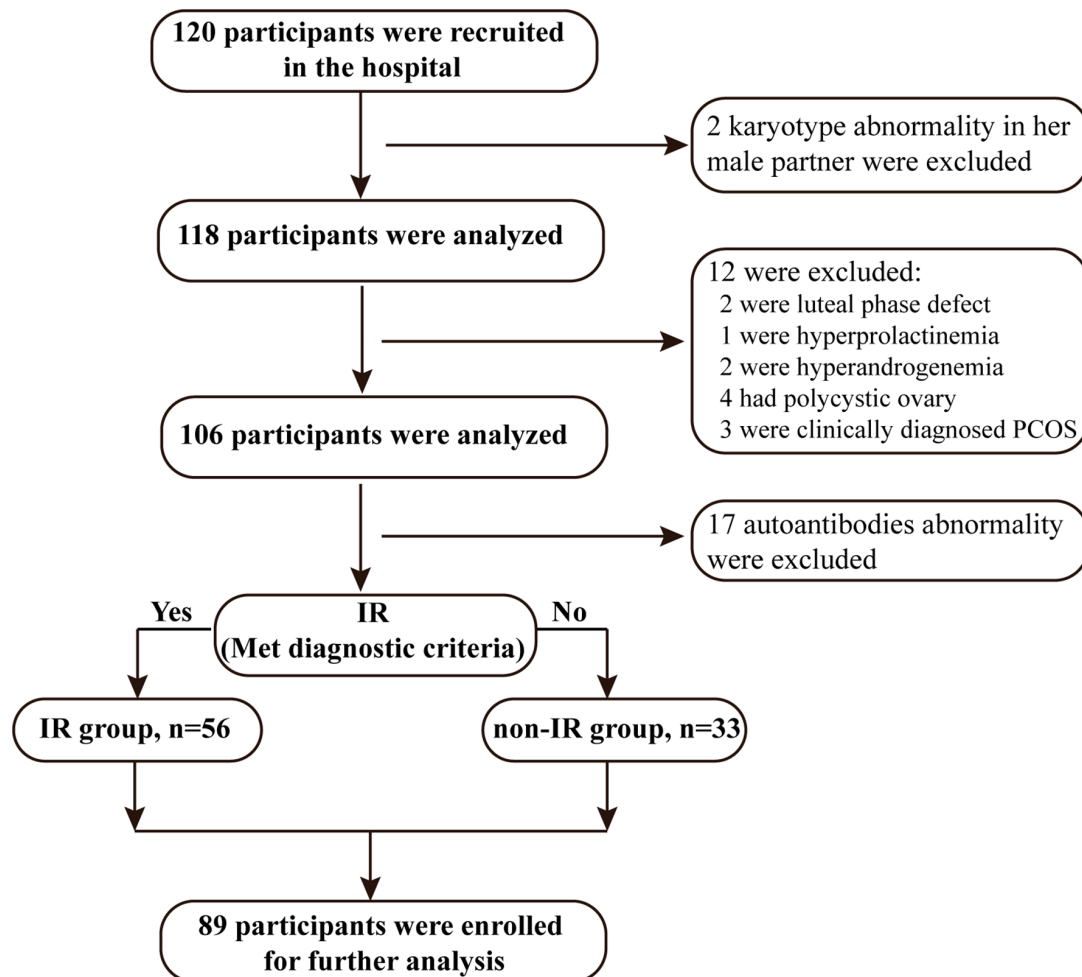 120 participants were recruited
in the hospital
2 karyotype abnormality in her
male partner were excluded
118 participants were analyzed
12 were excluded:
2 were luteal phase defect
1 were hyperprolactinemia
2 were hyperandrogenemia
4 had polycystic ovary
3 were clinically diagnosed PCOS
106 participants were analyzed
17 autoantibodies abnormality
were excluded
Yes
IR
(Met diagnostic criteria)
No
IR group, n=56
non-IR group, n=33
89 participants were enrolled
for further analysis